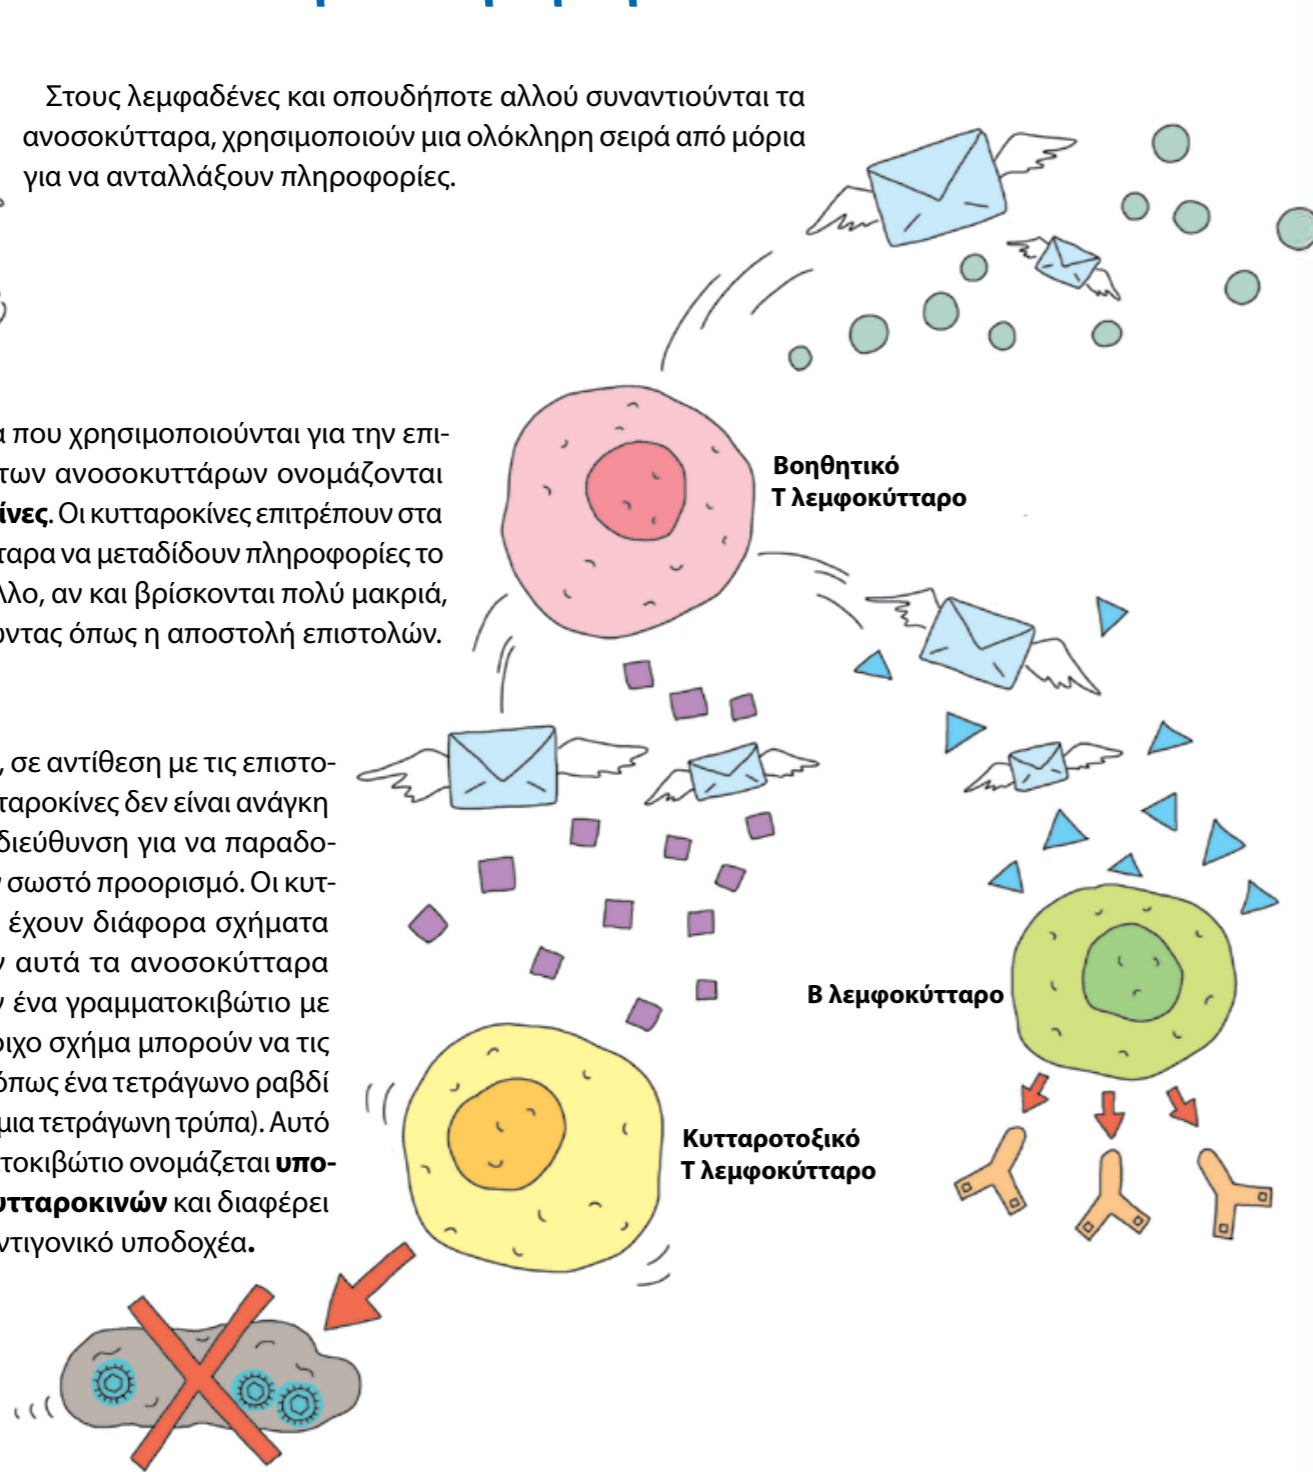 Στους λεμφαδένες και οπουδήποτε αλλού συναντιούνται τα
ανοσοκύτταρα, χρησιμοποιούν μια ολόκληρη σειρά από μόρια
για να ανταλλάξουν πληροφορίες.
που χρησιμοποιούνται για την επι-
των ανοσοκυττάρων ονομάζονται
ίνες. Οι κυτταροκίνες επιτρέπουν στα
ταρα να μεταδίδουν πληροφορίες το
λλο, αν και βρίσκονται πολύ μακριά,
ώντας όπως η αποστολή επιστολών.
, σε αντίθεση με τις επιστο-
ταροκίνες δεν είναι ανάγκη
διεύθυνση για να παραδο-
σωστό προορισμό. Οι κυτ-
έχουν διάφορα σχήματα
αυτά τα ανοσοκύτταρα
ένα γραμματοκιβώτιο με
οιχο σχήμα μπορούν να τις
όπως ένα τετράγωνο ραβδί
μια τετράγωνη τρύπα). Αυτό
τοκιβώτιο ονομάζεται υπο-
υτταροκινών και διαφέρει
ντιγονικό υποδοχέα.
Βοηθητικό
Τ λεμφοκύτταρο
Β λεμφοκύτταρο
Κυτταροτοξικό
Τ λεμφοκύτταρο